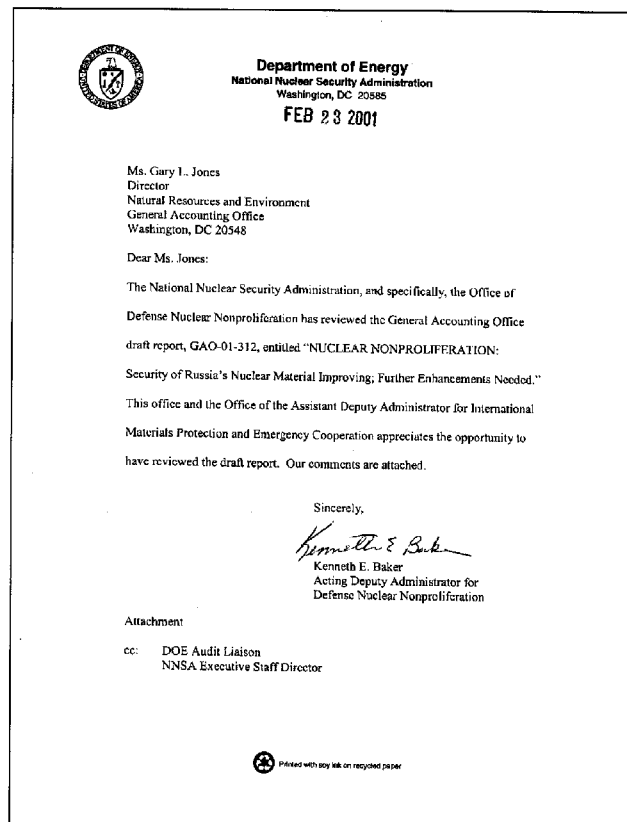 Department of Energy
National Nuclear Security Administration
Washington, DC 20585
FEB 23 2001
Ms. Gary L. Jones
Director
Natural Resources and Environment
General Accounting Office
Washington, DC 20548
Dear Ms. Jones:
The National Nuclear Security Administration, and specifically, the Office of
Defense Nuclear Nonproliferation has reviewed the General Accounting Office
draft report, GAO-01-312, entitled "NUCLEAR NONPROLIFERATION:
Security of Russia's Nuclear Material Improving; Further Enhancements Needed."
This office and the Office of the Assistant Deputy Administrator for International
Materials Protection and Emergency Cooperation appreciates the opportunity to
have reviewed the draft report. Our comments are attached.
Sincerely,
Kenneth E Baker
Kenneth E. Baker
Acting Deputy Administrator for
Defense Nuclear Nonproliferation
Attachment
cc: DOE Audit Liaison
NNSA Executive Staff Director
Printed with soy ink on recycled paper